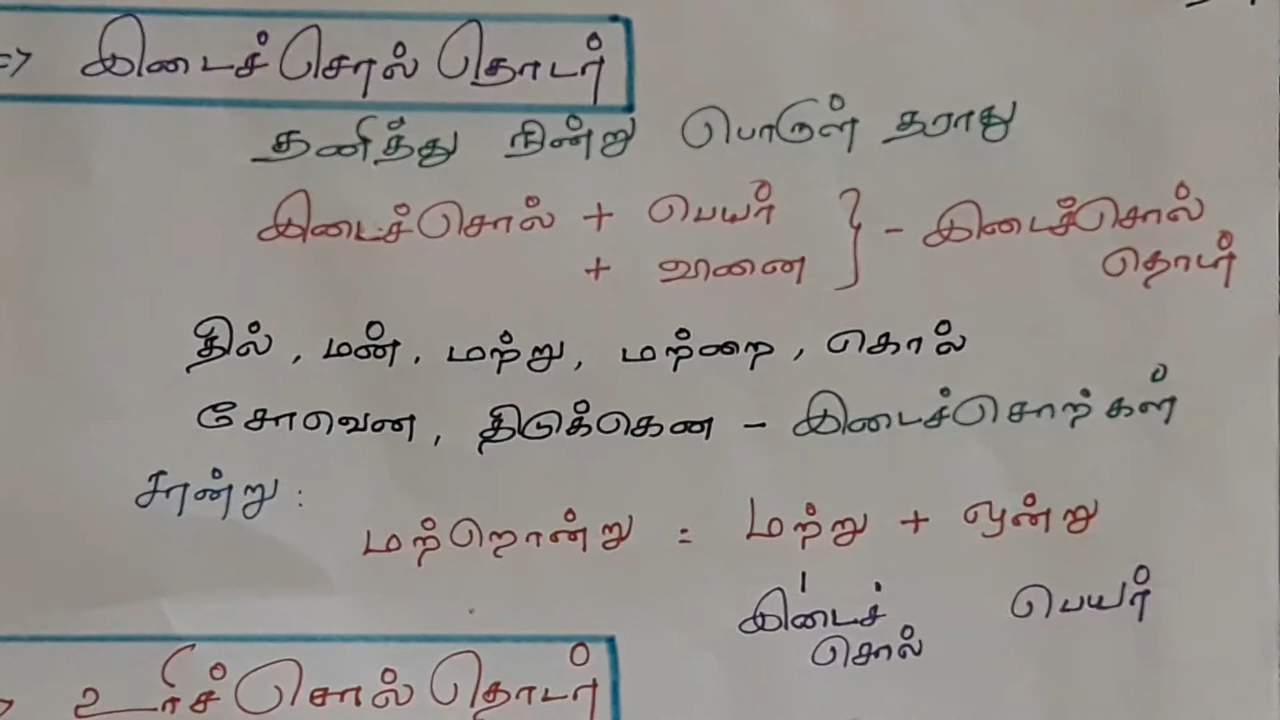 => இடைச்சொல் தொடர்
தனித்து நின்று பொருள் தராது
இடைச்சொல் + பெயர் } - இடைச்சொல்
+ வினை தொடர்
தில், மன், மற்று, மற்றை, கொல்
சோவென, திடுக்கென - இடைச்சொற்கள்
சான்று :
மற்றொன்று = மற்று + ஒன்று
இடைச் பெயர்
சொல்
உரிச்சொல் தொடர்